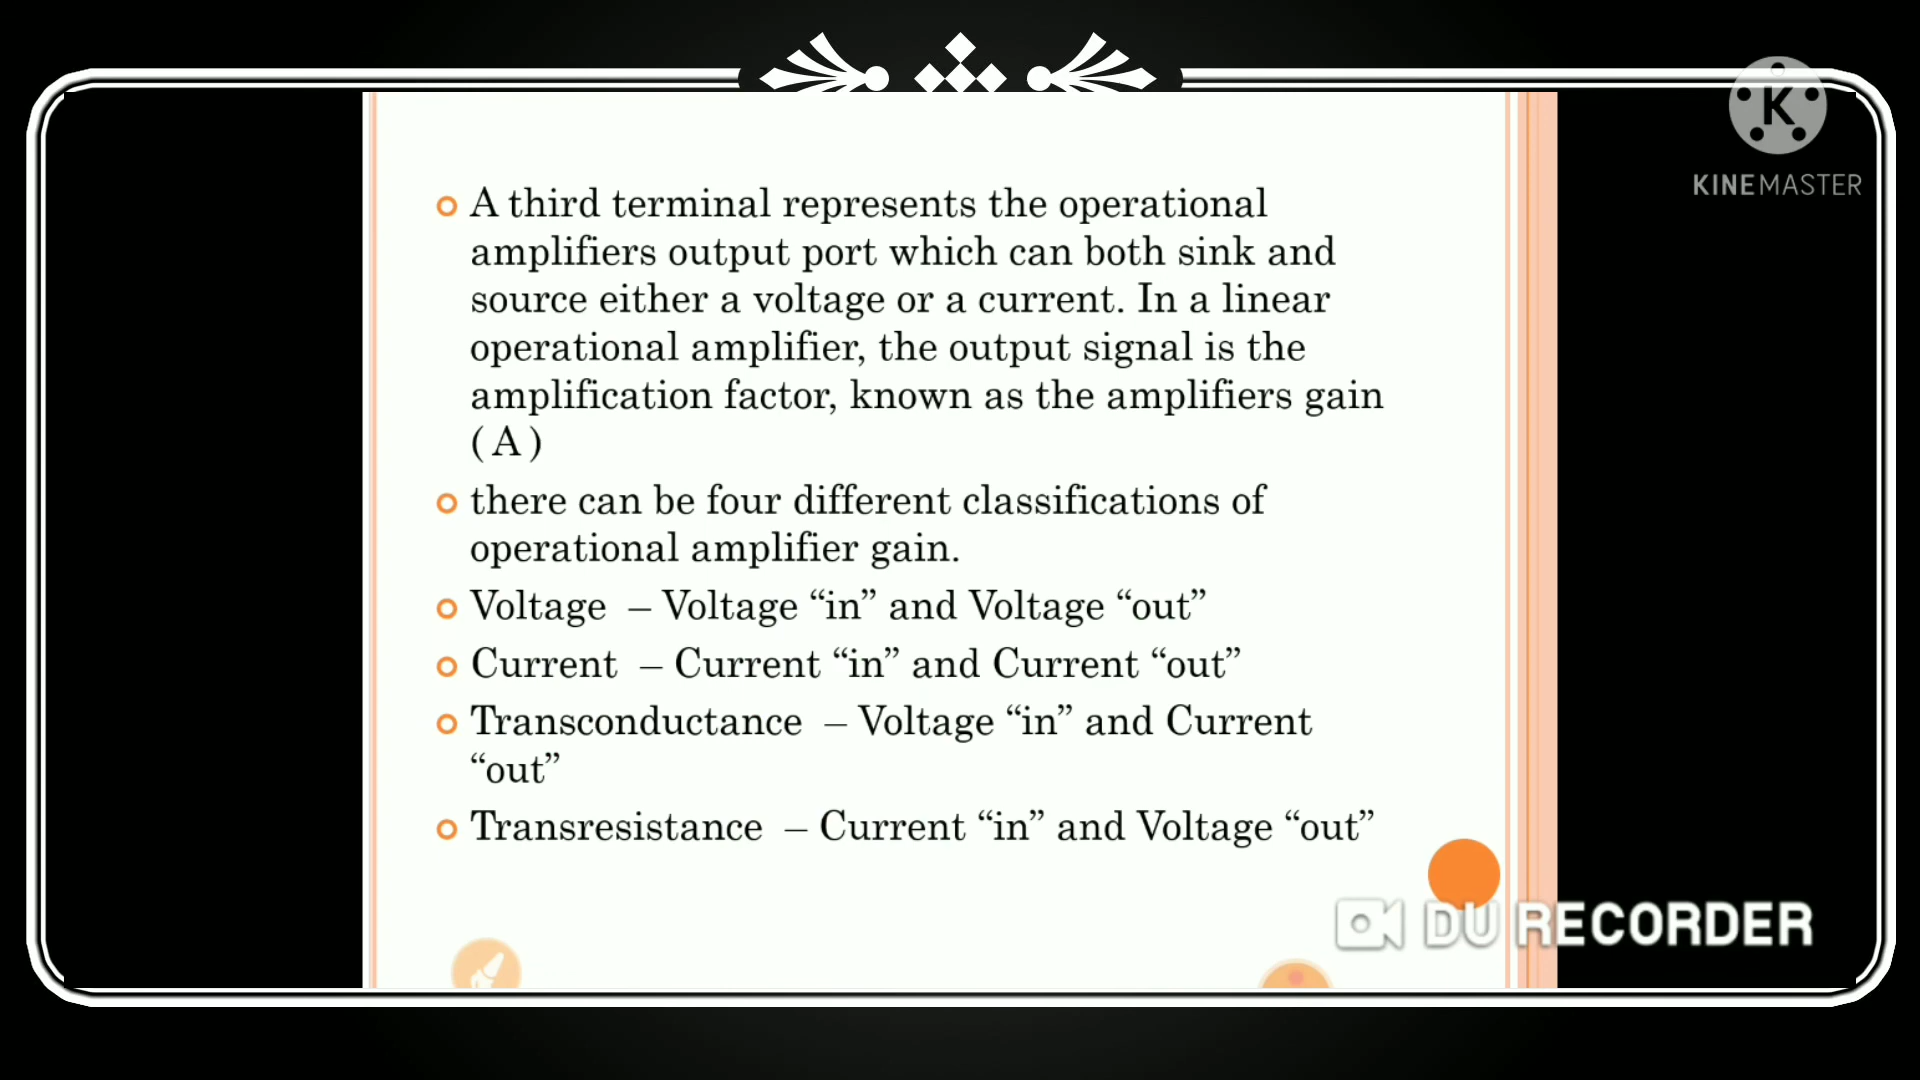 A third terminal represents the operational
amplifiers output port which can both sink and
source either a voltage or a current. In a linear
operational amplifier, the output signal is the
amplification factor, known as the amplifiers gain
( A )
there can be four different classifications of
operational amplifier gain.
Voltage – Voltage “in” and Voltage “out”
Current – Current “in” and Current “out”
Transconductance – Voltage “in” and Current
“out”
Transresistance – Current “in” and Voltage “out”
K
KINEMASTER
DU RECORDER